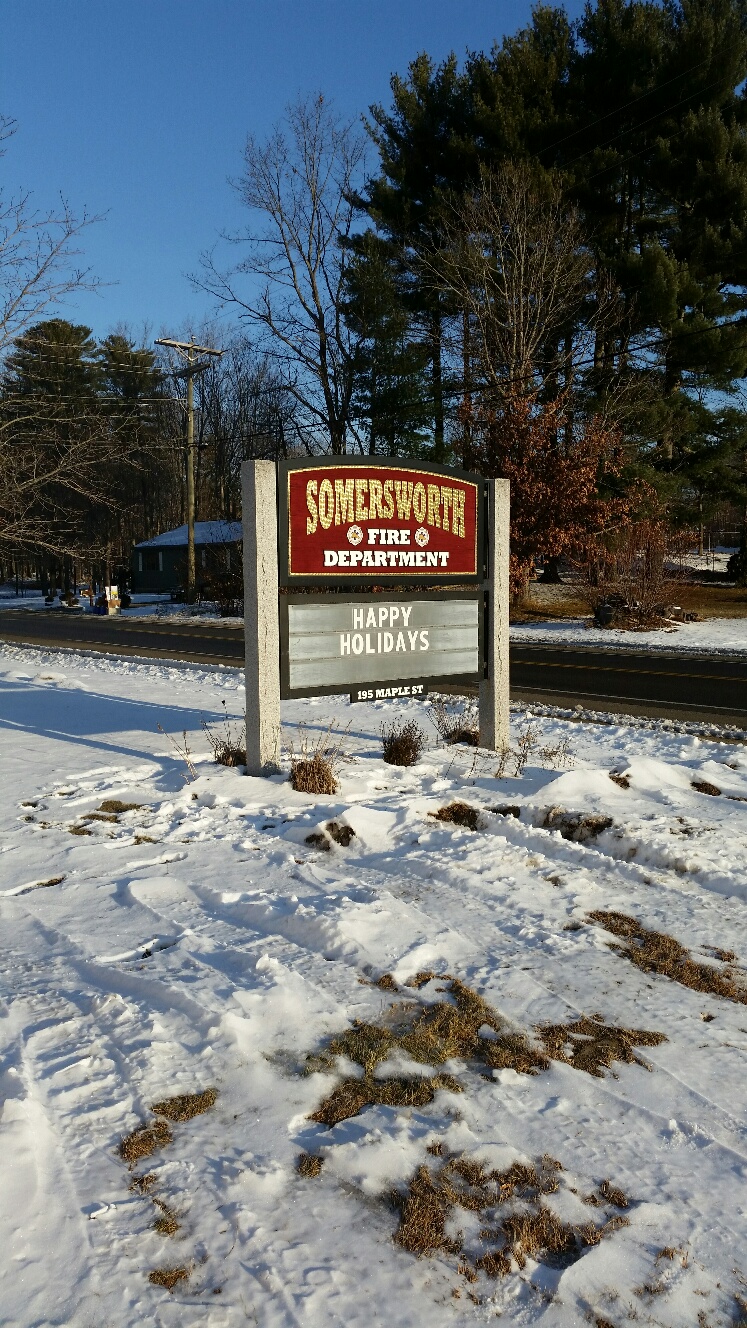 SOMERSWORTH
FIRE
DEPARTMENT
HAPPY
HOLIDAYS
195 MAPLE ST